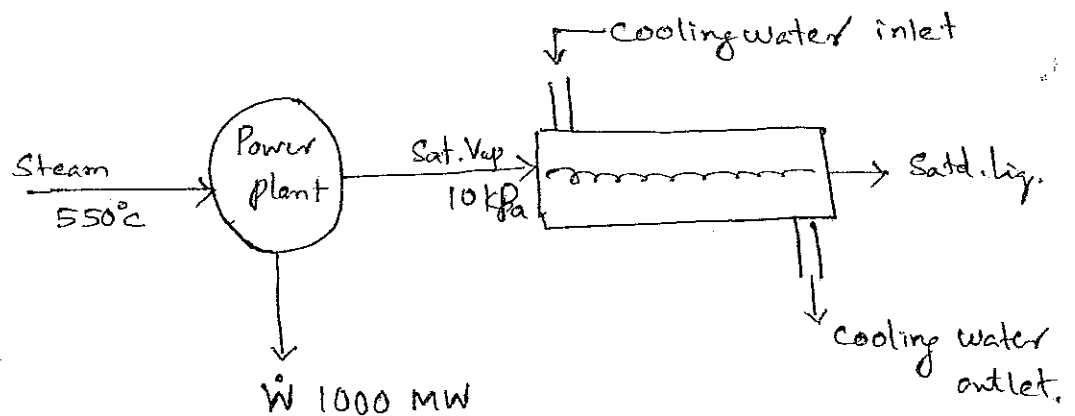 Cooling water inlet
Steam
550°C
Power
plant
Sat. Vap
10 kPa
Satd. liq.
Ẇ 1000 MW
Cooling water
outlet.